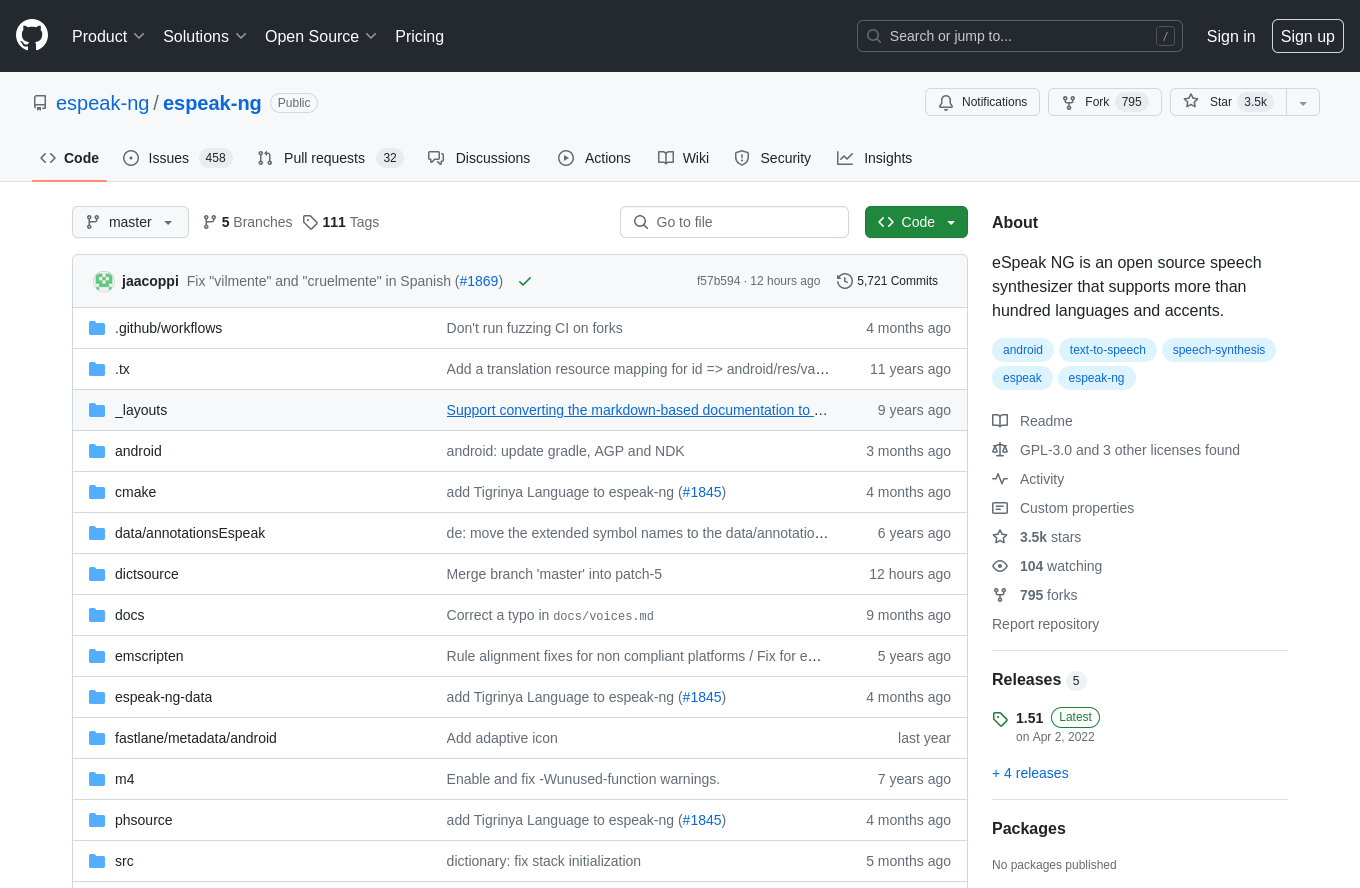 Product Solutions Open Source Pricing Search or jump to... / Sign in Sign up
espeak-ng / espeak-ng Public Notifications Fork 795 Star 3.5k
Code Issues 458 Pull requests 32 Discussions Actions Wiki Security Insights
master 5 Branches 111 Tags Go to file Code
jaacoppi Fix "vilmente" and "cruelmente" in Spanish (#1869) f57b594 · 12 hours ago 5,721 Commits
.github/workflows Don't run fuzzing CI on forks 4 months ago
.tx Add a translation resource mapping for id => android/res/va… 11 years ago
_layouts Support converting the markdown-based documentation to … 9 years ago
android android: update gradle, AGP and NDK 3 months ago
cmake add Tigrinya Language to espeak-ng (#1845) 4 months ago
data/annotationsEspeak de: move the extended symbol names to the data/annotatio… 6 years ago
dictsource Merge branch 'master' into patch-5 12 hours ago
docs Correct a typo in docs/voices.md 9 months ago
emscripten Rule alignment fixes for non compliant platforms / Fix for e… 5 years ago
espeak-ng-data add Tigrinya Language to espeak-ng (#1845) 4 months ago
fastlane/metadata/android Add adaptive icon last year
m4 Enable and fix -Wunused-function warnings. 7 years ago
phsource add Tigrinya Language to espeak-ng (#1845) 4 months ago
src dictionary: fix stack initialization 5 months ago
About
eSpeak NG is an open source speech
synthesizer that supports more than
hundred languages and accents.
android text-to-speech speech-synthesis
espeak espeak-ng
Readme
GPL-3.0 and 3 other licenses found
Activity
Custom properties
3.5k stars
104 watching
795 forks
Report repository
Releases 5
1.51 Latest
on Apr 2, 2022
+ 4 releases
Packages
No packages published